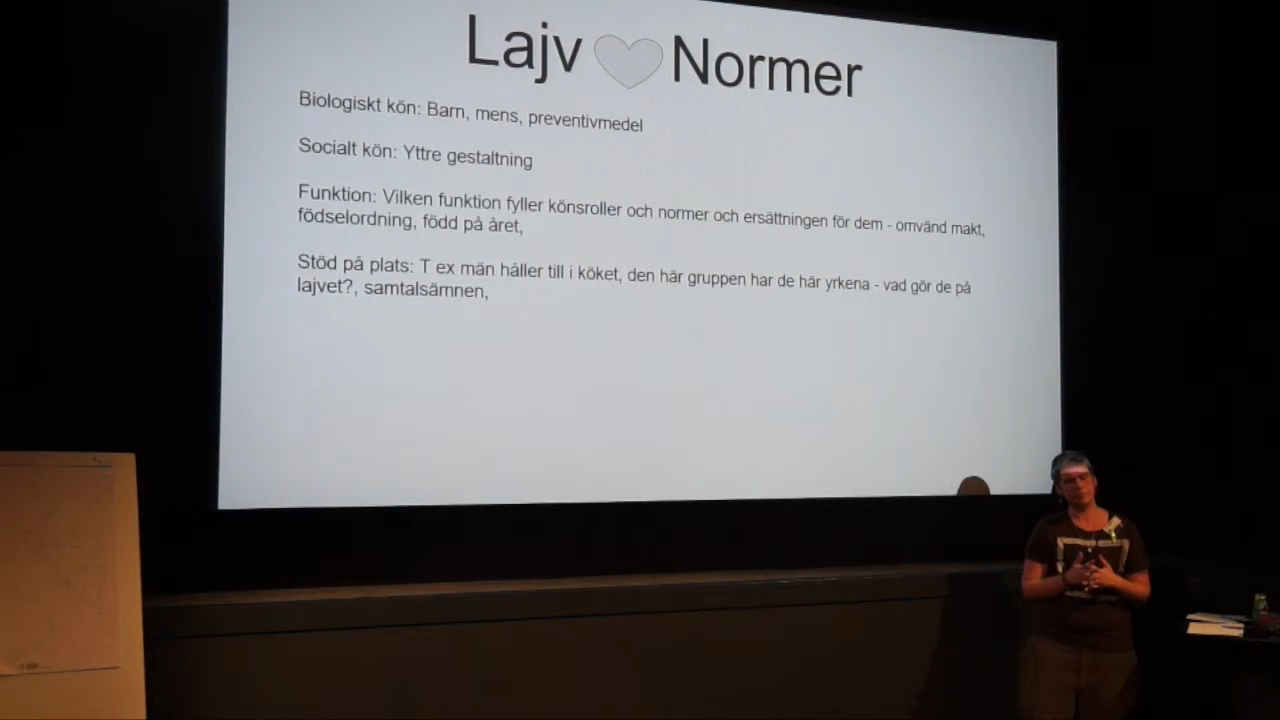 Lajv ♡ Normer
Biologiskt kön: Barn, mens, preventivmedel
Socialt kön: Yttre gestaltning
Funktion: Vilken funktion fyller könsroller och normer och ersättningen för dem - omvänd makt,
födselordning, född på året,
Stöd på plats: T ex män håller till i köket, den här gruppen har de här yrkena - vad gör de på
lajvet?, samtalsämnen,